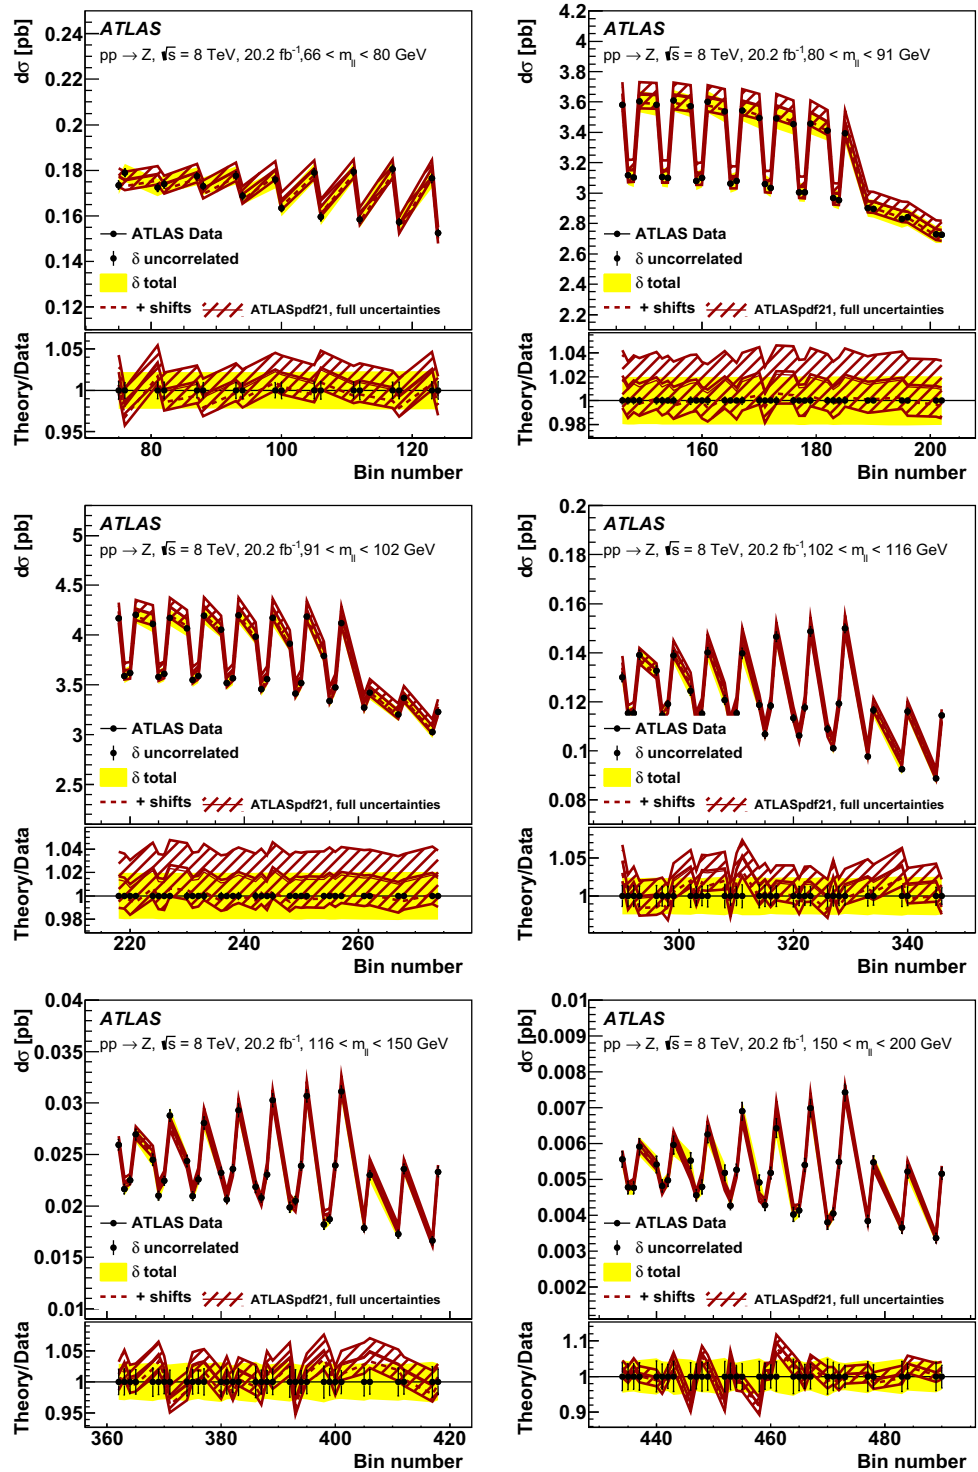 dσ [pb]
0.24
0.22
0.2
0.18
0.16
0.14
0.12
ATLAS
pp → Z, √s = 8 TeV, 20.2 fb⁻¹,66 < m_ll < 80 GeV
ATLAS Data
δ uncorrelated
δ total
+ shifts
ATLASpdf21, full uncertainties
Theory/Data
1.05
1
0.95
80
100
120
Bin number
dσ [pb]
4.2
4
3.8
3.6
3.4
3.2
3
2.8
2.6
2.4
2.2
ATLAS
pp → Z, √s = 8 TeV, 20.2 fb⁻¹,80 < m_ll < 91 GeV
ATLAS Data
δ uncorrelated
δ total
+ shifts
ATLASpdf21, full uncertainties
Theory/Data
1.04
1.02
1
0.98
160
180
200
Bin number
dσ [pb]
5
4.5
4
3.5
3
2.5
ATLAS
pp → Z, √s = 8 TeV, 20.2 fb⁻¹,91 < m_ll < 102 GeV
ATLAS Data
δ uncorrelated
δ total
+ shifts
ATLASpdf21, full uncertainties
Theory/Data
1.04
1.02
1
0.98
220
240
260
Bin number
dσ [pb]
0.2
0.18
0.16
0.14
0.12
0.1
0.08
ATLAS
pp → Z, √s = 8 TeV, 20.2 fb⁻¹,102 < m_ll < 116 GeV
ATLAS Data
δ uncorrelated
δ total
+ shifts
ATLASpdf21, full uncertainties
Theory/Data
1.05
1
300
320
340
Bin number
dσ [pb]
0.04
0.035
0.03
0.025
0.02
0.015
0.01
ATLAS
pp → Z, √s = 8 TeV, 20.2 fb⁻¹, 116 < m_ll < 150 GeV
ATLAS Data
δ uncorrelated
δ total
+ shifts
ATLASpdf21, full uncertainties
Theory/Data
1.05
1
0.95
360
380
400
420
Bin number
dσ [pb]
0.01
0.009
0.008
0.007
0.006
0.005
0.004
0.003
0.002
ATLAS
pp → Z, √s = 8 TeV, 20.2 fb⁻¹, 150 < m_ll < 200 GeV
ATLAS Data
δ uncorrelated
δ total
+ shifts
ATLASpdf21, full uncertainties
Theory/Data
1.1
1
0.9
440
460
480
Bin number